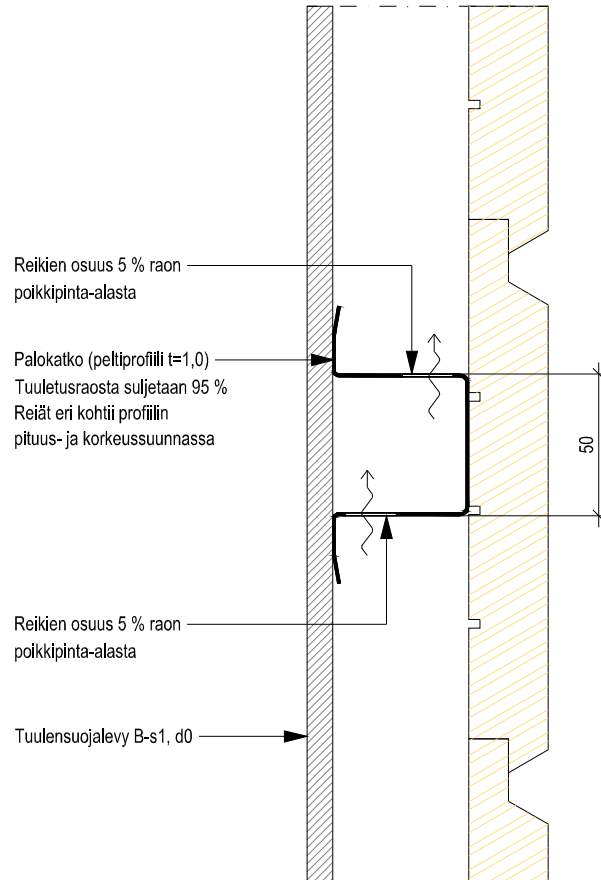 Reikien osuus 5 % raon
poikkipinta-alasta
Palokatko (peltiprofiili t=1,0)
Tuuletusraosta suljetaan 95 %
Reiät eri kohtii profiilin
pituus- ja korkeussuunnassa
50
Reikien osuus 5 % raon
poikkipinta-alasta
Tuulensuojalevy B-s1, d0